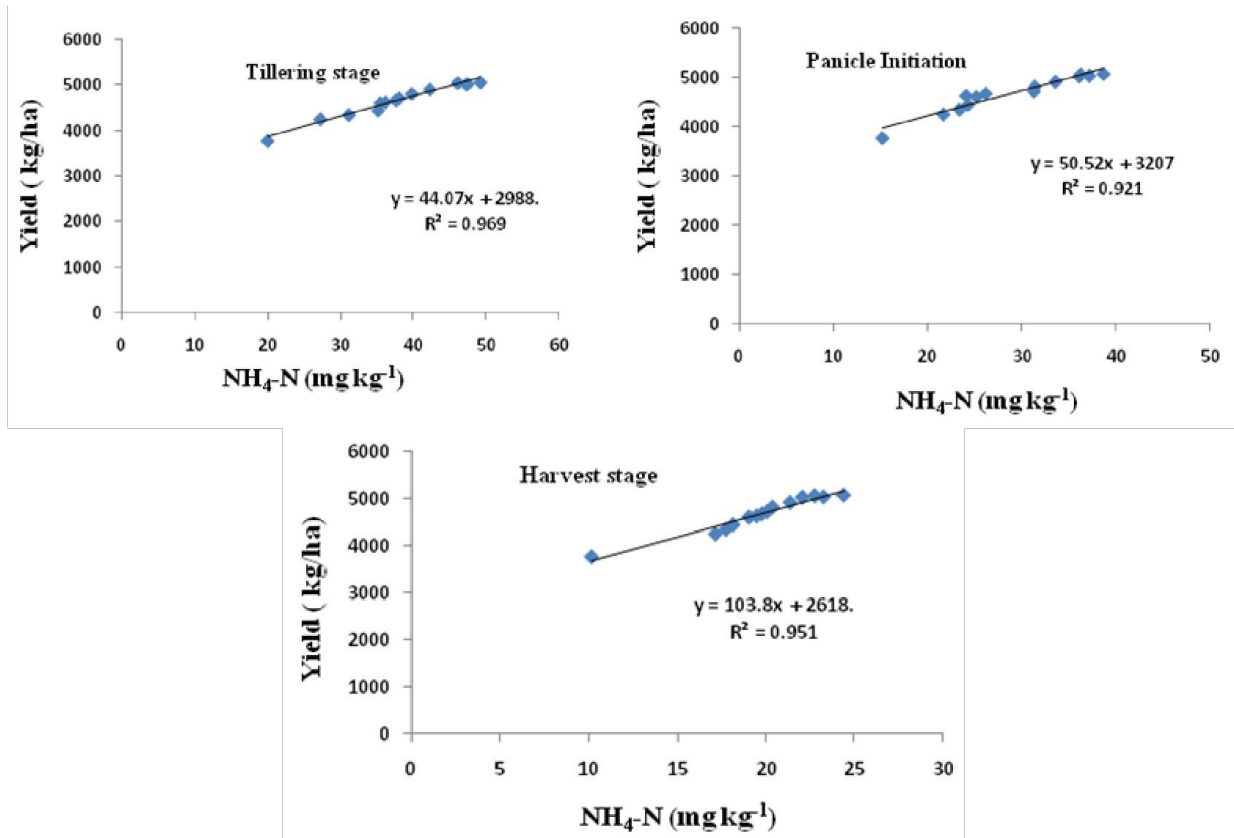 Tillering stage
6000
5000
4000
3000
2000
1000
0
Yield ( kg/ha)
y = 44.07x + 2988.
R² = 0.969
0 20 30 40 50 60
NH₄-N (mg kg⁻¹)
Panicle Initiation
6000
5000
4000
3000
2000
1000
0
Yield ( kg/ha)
y = 50.52x + 3207
R² = 0.921
0 20 30 40 50
NH₄-N (mg kg⁻¹)
Harvest stage
6000
5000
4000
3000
2000
1000
0
Yield ( kg/ha)
y = 103.8x + 2618.
R² = 0.951
0 5 10 15 20 25 30
NH₄-N (mg kg⁻¹)